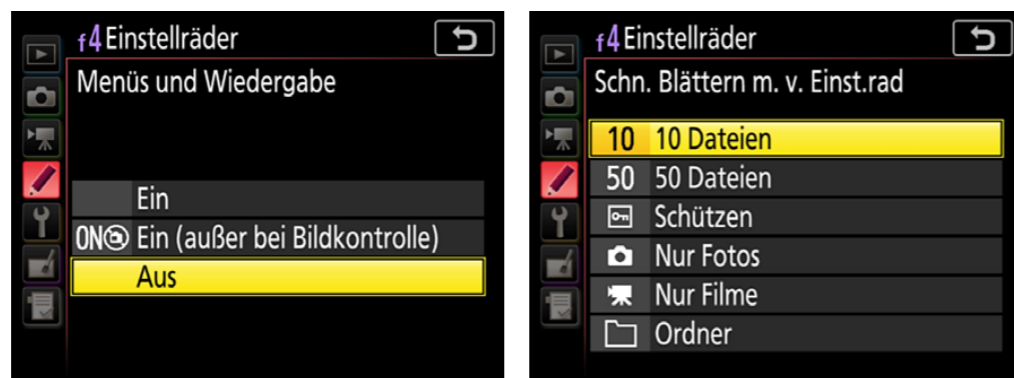 f4 Einstellräder
Menüs und Wiedergabe
Ein
ON Ein (außer bei Bildkontrolle)
Aus
f4 Einstellräder
Schn. Blättern m. v. Einst.rad
10 10 Dateien
50 50 Dateien
Schützen
Nur Fotos
Nur Filme
Ordner